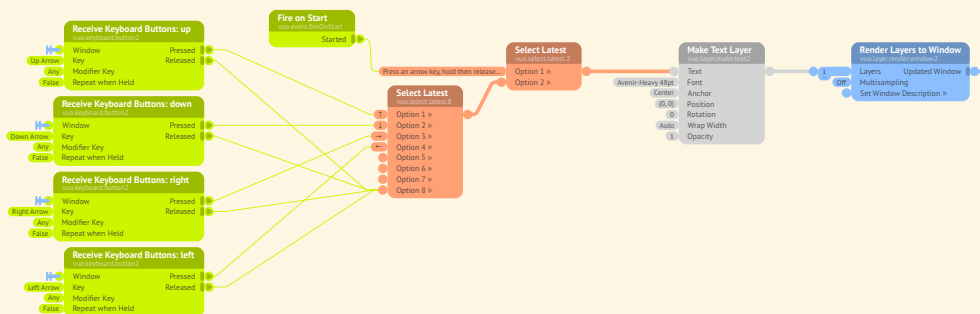 Receive Keyboard Buttons: up
vuo.keyboard.button2
Window Pressed
Up Arrow Key Released
Any Modifier Key
False Repeat when Held
Receive Keyboard Buttons: down
vuo.keyboard.button2
Window Pressed
Down Arrow Key Released
Any Modifier Key
False Repeat when Held
Receive Keyboard Buttons: right
vuo.keyboard.button2
Window Pressed
Right Arrow Key Released
Any Modifier Key
False Repeat when Held
Receive Keyboard Buttons: left
vuo.keyboard.button2
Window Pressed
Left Arrow Key Released
Any Modifier Key
False Repeat when Held
Fire on Start
vuo.event.fireOnStart
Started
Select Latest
vuo.select.latest.8
↑ Option 1
↓ Option 2
→ Option 3
← Option 4
Option 5
Option 6
Option 7
Option 8
Select Latest
vuo.select.latest.2
Press an arrow key, hold then release... Option 1
Option 2
Make Text Layer
vuo.layer.make.text2
Text
Avenir-Heavy 48pt Font
Center Anchor
(0, 0) Position
0 Rotation
Auto Wrap Width
1 Opacity
Render Layers to Window
vuo.layer.render.window2
1 Layers Updated Window
Off Multisampling
Set Window Description